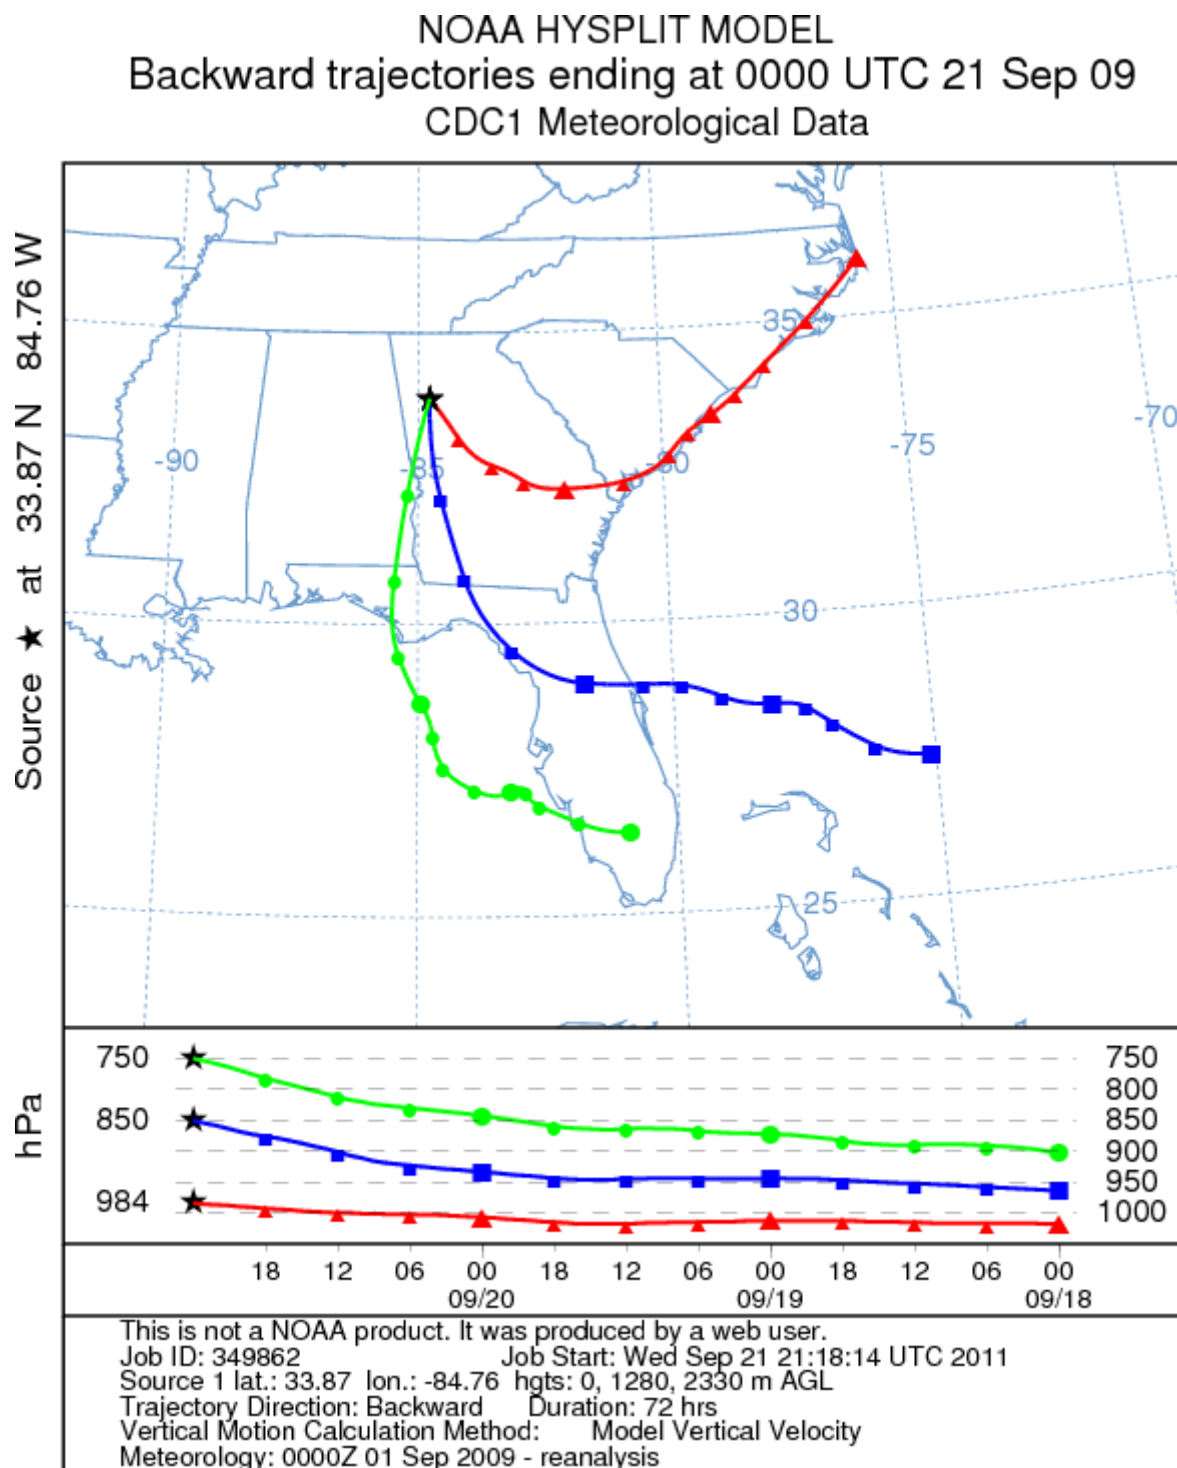 NOAA HYSPLIT MODEL
Backward trajectories ending at 0000 UTC 21 Sep 09
CDC1 Meteorological Data
Source ★ at 33.87 N 84.76 W
35
-70
-75
-90
-85
-80
30
25
hPa
750 750
800
850 850
900
950
984 1000
18 12 06 00 18 12 06 00 18 12 06 00
09/20 09/19 09/18
This is not a NOAA product. It was produced by a web user.
Job ID: 349862 Job Start: Wed Sep 21 21:18:14 UTC 2011
Source 1 lat.: 33.87 lon.: -84.76 hgts: 0, 1280, 2330 m AGL
Trajectory Direction: Backward Duration: 72 hrs
Vertical Motion Calculation Method: Model Vertical Velocity
Meteorology: 0000Z 01 Sep 2009 - reanalysis